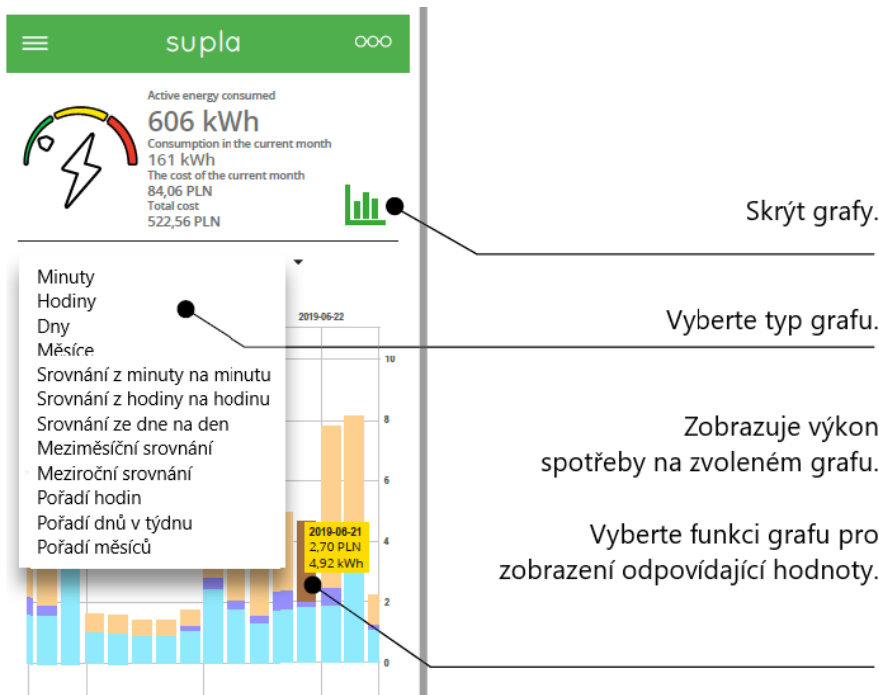 supla
Active energy consumed
606 kWh
Consumption in the current month
161 kWh
The cost of the current month
84,06 PLN
Total cost
522,56 PLN
Skrýt grafy.
Minuty
Hodiny
Dny
Měsíce
Srovnání z minuty na minutu
Srovnání z hodiny na hodinu
Srovnání ze dne na den
Meziměsíční srovnání
Meziroční srovnání
Pořadí hodin
Pořadí dnů v týdnu
Pořadí měsíců
2019-06-22
Vyberte typ grafu.
10
8
6
4
2
0
2019-06-21
2,70 PLN
4,92 kWh
Zobrazuje výkon
spotřeby na zvoleném grafu.
Vyberte funkci grafu pro
zobrazení odpovídající hodnoty.